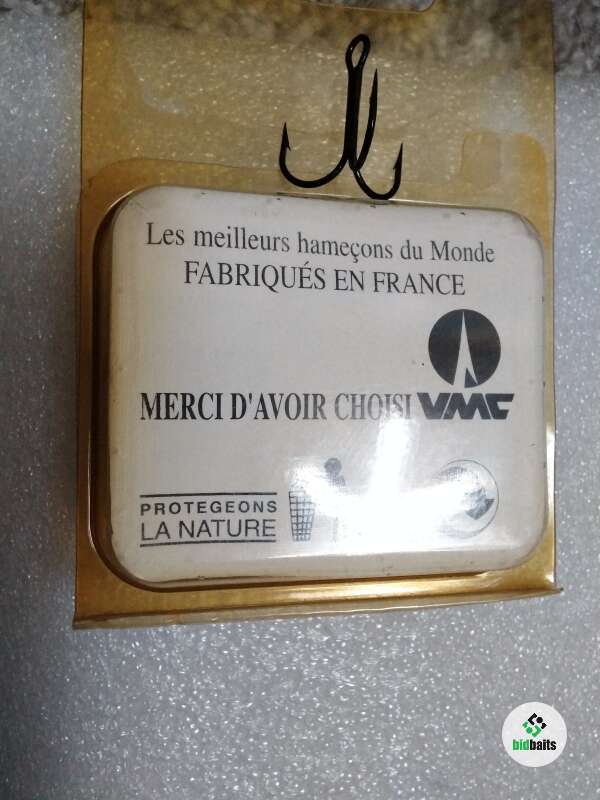 Les meilleurs hameçons du Monde
FABRIQUÉS EN FRANCE
MERCI D'AVOIR CHOISI VMC
PROTEGEONS
LA NATURE
bidbaits